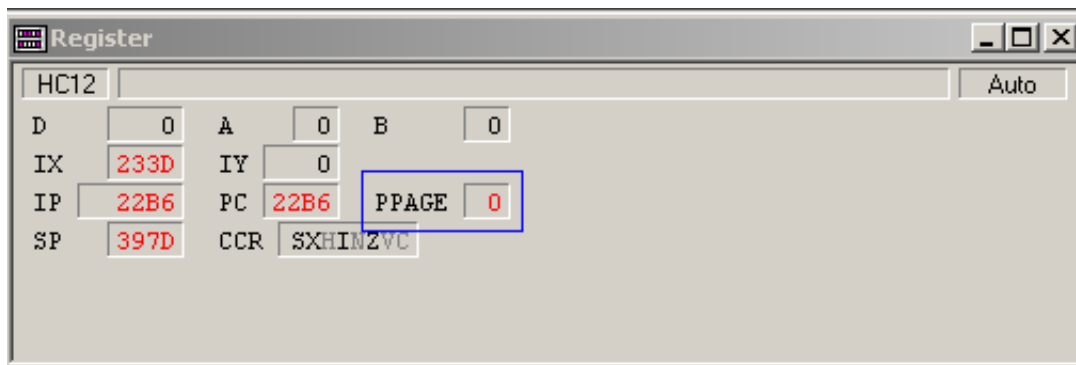 Register
HC12 Auto
D 0 A 0 B 0
IX 233D IY 0
IP 22B6 PC 22B6 PPAGE 0
SP 397D CCR SXHINZVC